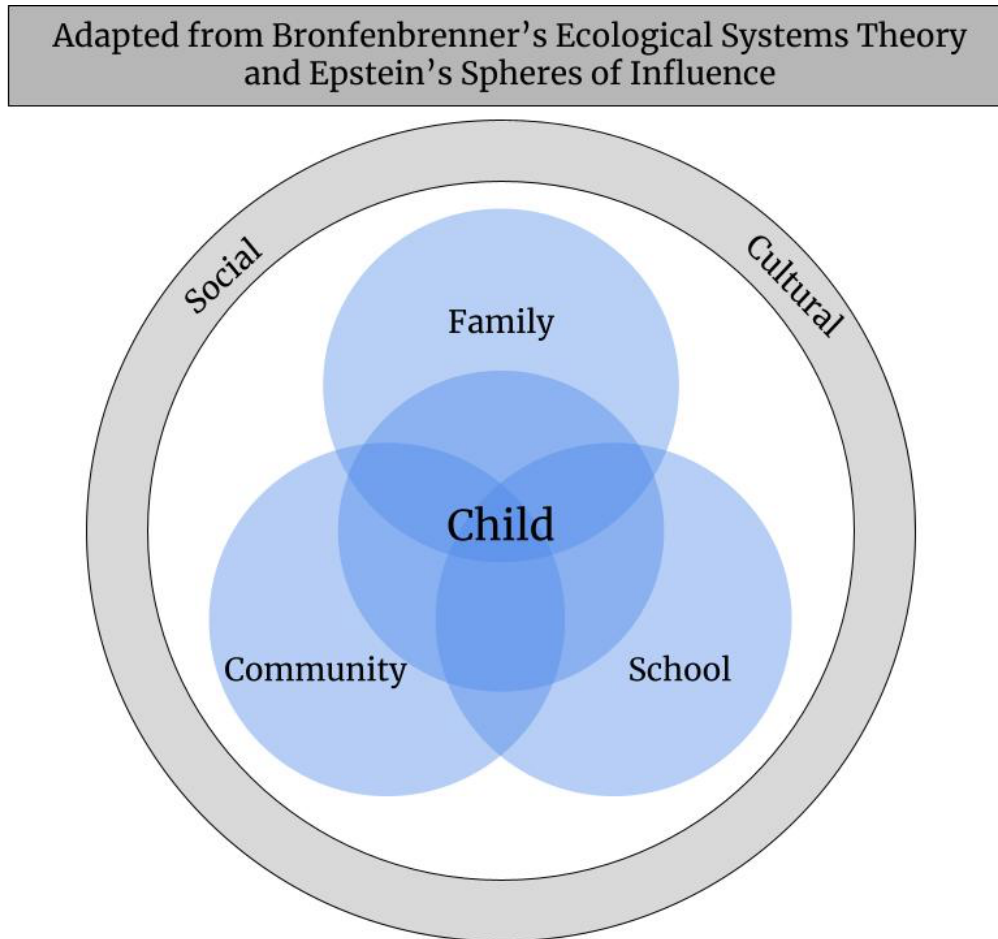 Adapted from Bronfenbrenner’s Ecological Systems Theory
and Epstein’s Spheres of Influence
Social
Cultural
Family
Child
Community
School